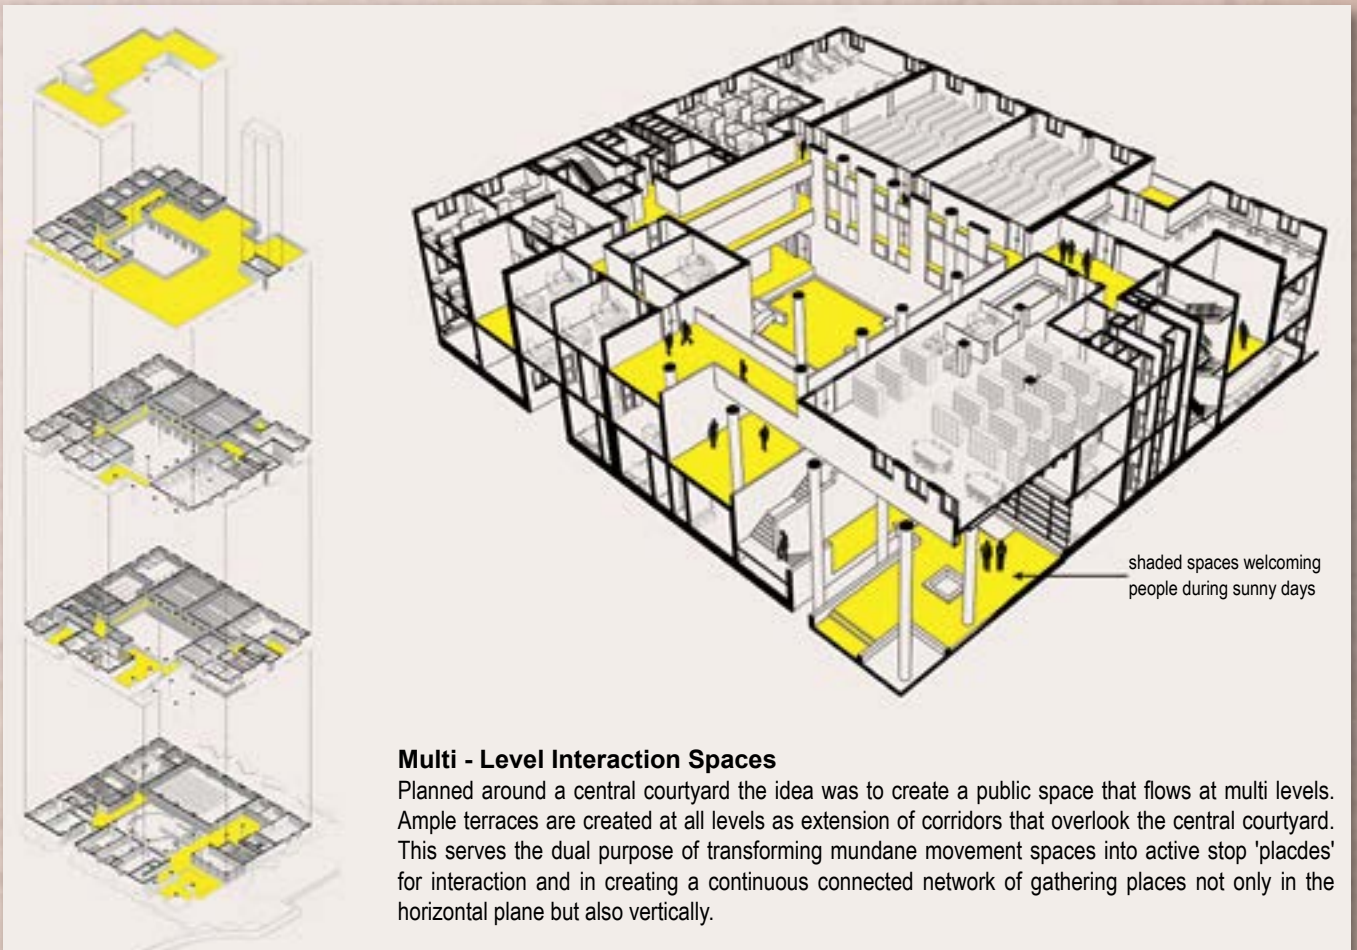 shaded spaces welcoming
people during sunny days
Multi - Level Interaction Spaces
Planned around a central courtyard the idea was to create a public space that flows at multi levels.
Ample terraces are created at all levels as extension of corridors that overlook the central courtyard.
This serves the dual purpose of transforming mundane movement spaces into active stop 'placdes'
for interaction and in creating a continuous connected network of gathering places not only in the
horizontal plane but also vertically.